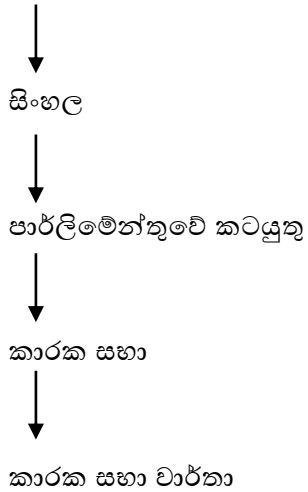 සිංහල
පාර්ලිමේන්තුවේ කටයුතු
කාරක සභා
කාරක සභා වාර්තා